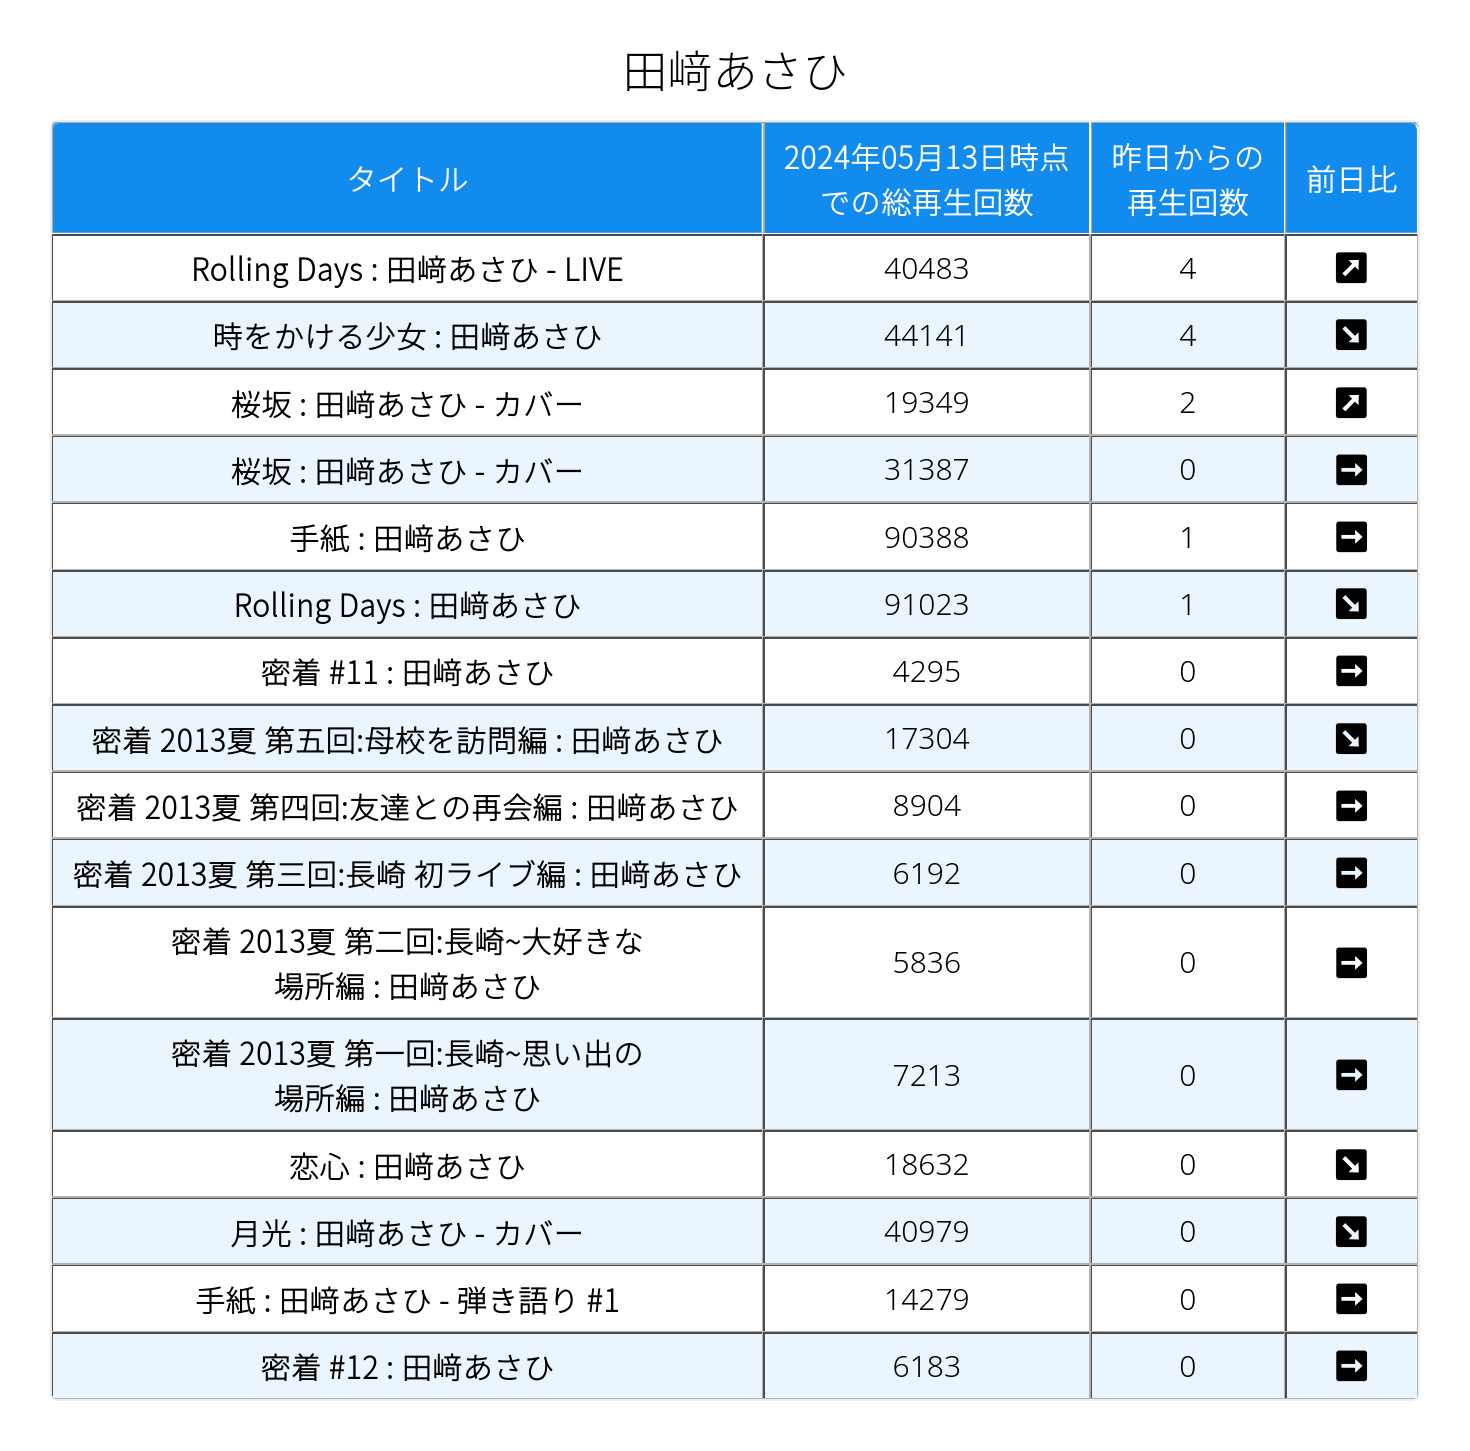 田﨑あさひ
タイトル
2024年05月13日時点
での総再生回数
昨日からの
再生回数
前日比
Rolling Days : 田﨑あさひ - LIVE 40483 4 ↗
時をかける少女 : 田﨑あさひ 44141 4 ↘
桜坂 : 田﨑あさひ - カバー 19349 2 ↗
桜坂 : 田﨑あさひ - カバー 31387 0 →
手紙 : 田﨑あさひ 90388 1 →
Rolling Days : 田﨑あさひ 91023 1 ↘
密着 #11 : 田﨑あさひ 4295 0 →
密着 2013夏 第五回:母校を訪問編 : 田﨑あさひ 17304 0 ↘
密着 2013夏 第四回:友達との再会編 : 田﨑あさひ 8904 0 →
密着 2013夏 第三回:長崎 初ライブ編 : 田﨑あさひ 6192 0 →
密着 2013夏 第二回:長崎~大好きな
場所編 : 田﨑あさひ 5836 0 →
密着 2013夏 第一回:長崎~思い出の
場所編 : 田﨑あさひ 7213 0 →
恋心 : 田﨑あさひ 18632 0 ↘
月光 : 田﨑あさひ - カバー 40979 0 ↘
手紙 : 田﨑あさひ - 弾き語り #1 14279 0 →
密着 #12 : 田﨑あさひ 6183 0 →